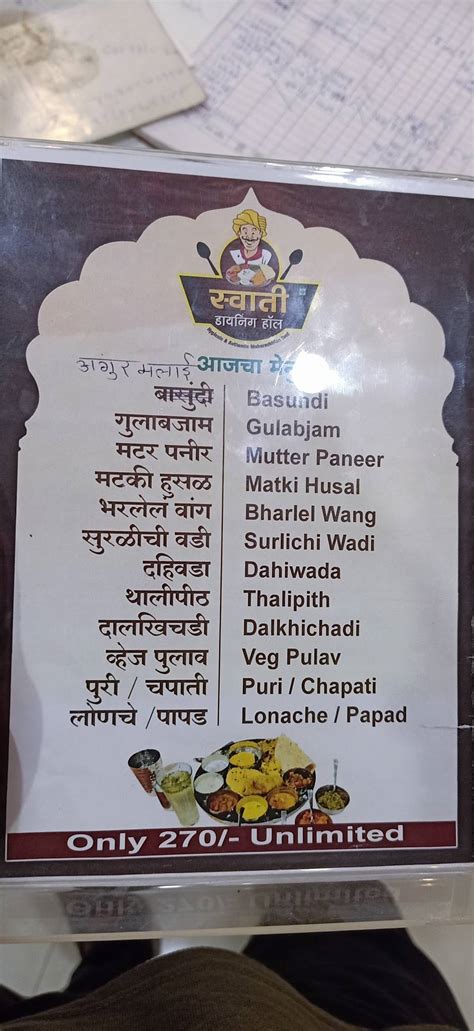 स्वाती
डायनिंग हॉल
अंगुर मलाई आजचा मेनु
बासुदी Basundi
गुलाबजाम Gulabjam
मटर पनीर Mutter Paneer
मटकी हुसळ Matki Husal
भरलेलं वांग Bharlel Wang
सुरळीची वडी Surlichi Wadi
दहिवडा Dahiwada
थालीपीठ Thalipith
दालखिचडी Dalkhichadi
व्हेज पुलाव Veg Pulav
पुरी / चपाती Puri / Chapati
लोणचे /पापड Lonache / Papad
Only 270/- Unlimited